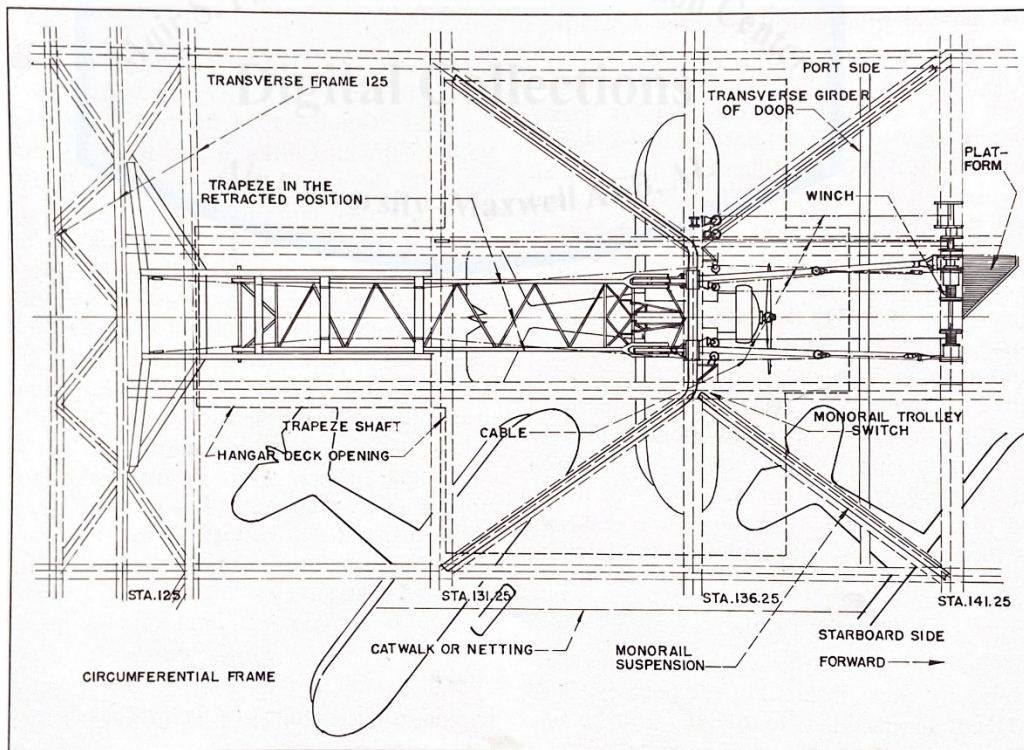 Digital Collections
TRANSVERSE FRAME 125
PORT SIDE
TRANSVERSE GIRDER
OF DOOR
PLAT-
FORM
TRAPEZE IN THE
RETRACTED POSITION
WINCH
TRAPEZE SHAFT
HANGAR DECK OPENING
CABLE
MONORAIL TROLLEY
SWITCH
STA.125
STA.131.25
STA.136.25
STA.141.25
CATWALK OR NETTING
MONORAIL
SUSPENSION
STARBOARD SIDE
FORWARD
CIRCUMFERENTIAL FRAME